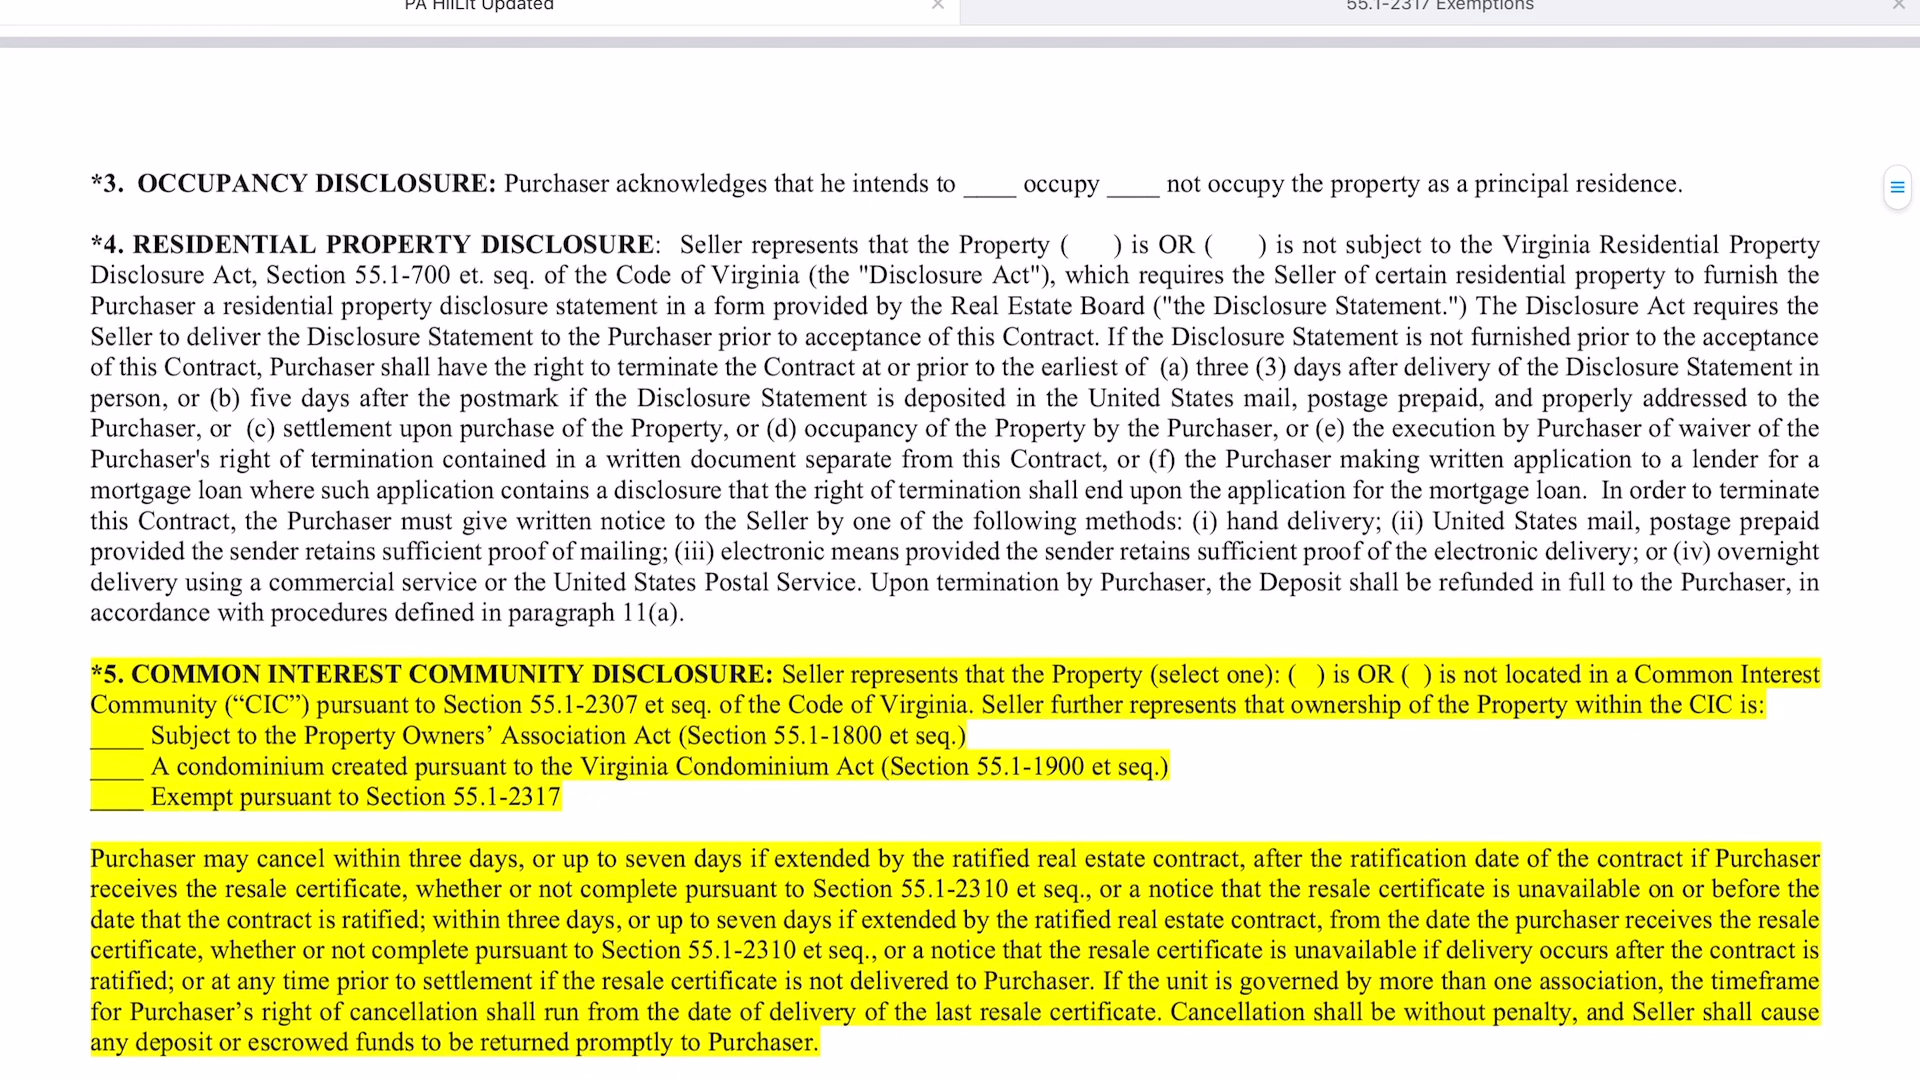 PA HiLit Updated
55.1-2317 Exemptions
*3. OCCUPANCY DISCLOSURE: Purchaser acknowledges that he intends to ____ occupy ____ not occupy the property as a principal residence.
*4. RESIDENTIAL PROPERTY DISCLOSURE: Seller represents that the Property ( ) is OR ( ) is not subject to the Virginia Residential Property
Disclosure Act, Section 55.1-700 et. seq. of the Code of Virginia (the "Disclosure Act"), which requires the Seller of certain residential property to furnish the
Purchaser a residential property disclosure statement in a form provided by the Real Estate Board ("the Disclosure Statement.") The Disclosure Act requires the
Seller to deliver the Disclosure Statement to the Purchaser prior to acceptance of this Contract. If the Disclosure Statement is not furnished prior to the acceptance
of this Contract, Purchaser shall have the right to terminate the Contract at or prior to the earliest of (a) three (3) days after delivery of the Disclosure Statement in
person, or (b) five days after the postmark if the Disclosure Statement is deposited in the United States mail, postage prepaid, and properly addressed to the
Purchaser, or (c) settlement upon purchase of the Property, or (d) occupancy of the Property by the Purchaser, or (e) the execution by Purchaser of waiver of the
Purchaser's right of termination contained in a written document separate from this Contract, or (f) the Purchaser making written application to a lender for a
mortgage loan where such application contains a disclosure that the right of termination shall end upon the application for the mortgage loan. In order to terminate
this Contract, the Purchaser must give written notice to the Seller by one of the following methods: (i) hand delivery; (ii) United States mail, postage prepaid
provided the sender retains sufficient proof of mailing; (iii) electronic means provided the sender retains sufficient proof of the electronic delivery; or (iv) overnight
delivery using a commercial service or the United States Postal Service. Upon termination by Purchaser, the Deposit shall be refunded in full to the Purchaser, in
accordance with procedures defined in paragraph 11(a).
*5. COMMON INTEREST COMMUNITY DISCLOSURE: Seller represents that the Property (select one): ( ) is OR ( ) is not located in a Common Interest
Community (“CIC”) pursuant to Section 55.1-2307 et seq. of the Code of Virginia. Seller further represents that ownership of the Property within the CIC is:
____ Subject to the Property Owners’ Association Act (Section 55.1-1800 et seq.)
____ A condominium created pursuant to the Virginia Condominium Act (Section 55.1-1900 et seq.)
____ Exempt pursuant to Section 55.1-2317
Purchaser may cancel within three days, or up to seven days if extended by the ratified real estate contract, after the ratification date of the contract if Purchaser
receives the resale certificate, whether or not complete pursuant to Section 55.1-2310 et seq., or a notice that the resale certificate is unavailable on or before the
date that the contract is ratified; within three days, or up to seven days if extended by the ratified real estate contract, from the date the purchaser receives the resale
certificate, whether or not complete pursuant to Section 55.1-2310 et seq., or a notice that the resale certificate is unavailable if delivery occurs after the contract is
ratified; or at any time prior to settlement if the resale certificate is not delivered to Purchaser. If the unit is governed by more than one association, the timeframe
for Purchaser’s right of cancellation shall run from the date of delivery of the last resale certificate. Cancellation shall be without penalty, and Seller shall cause
any deposit or escrowed funds to be returned promptly to Purchaser.